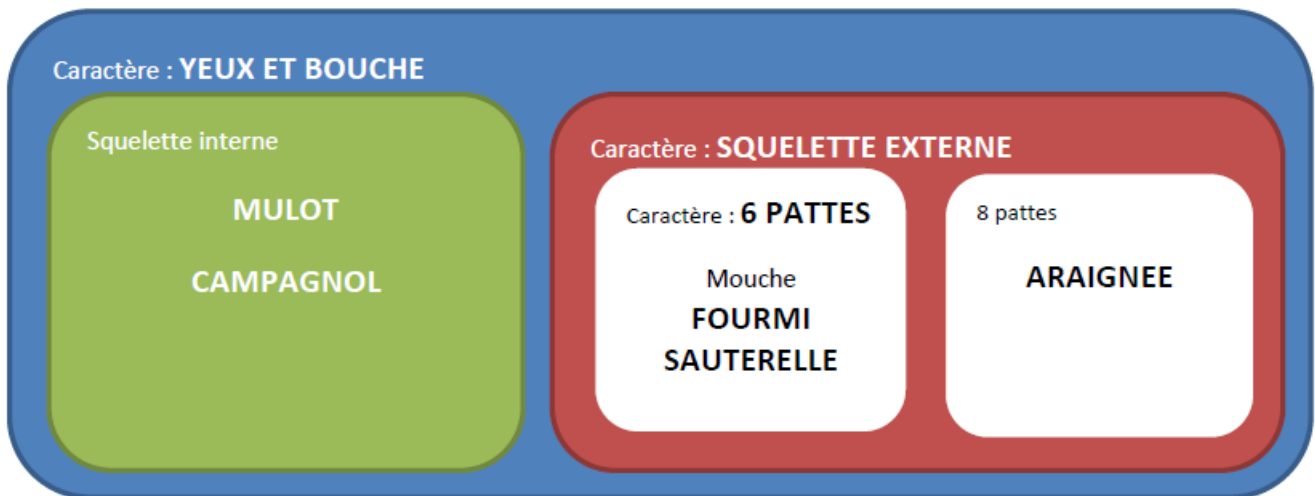 Caractère : YEUX ET BOUCHE
Squelette interne
MULOT
CAMPAGNOL
Caractère : SQUELETTE EXTERNE
Caractère : 6 PATTES
Mouche
FOURMI
SAUTERELLE
8 pattes
ARAIGNEE